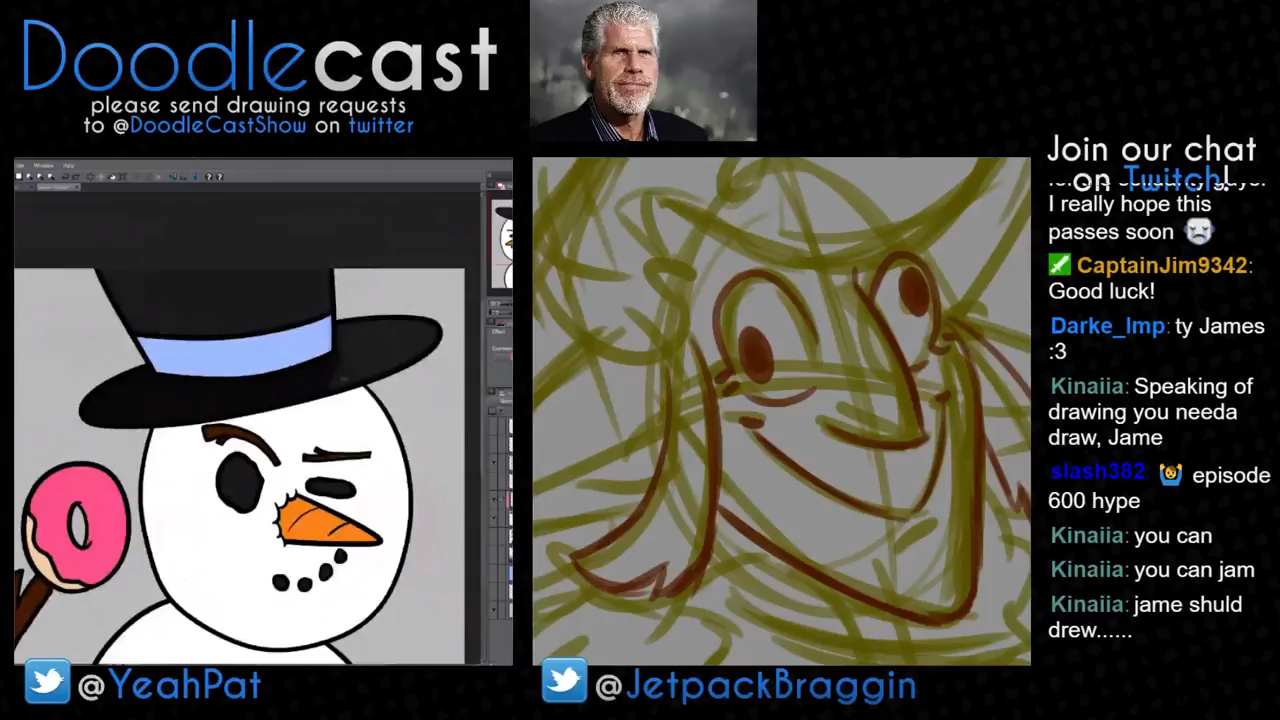 Doodlecast
please send drawing requests
to @DoodleCastShow on twitter
Window Help
@YeahPat
@JetpackBraggin
Join our chat
on Twitch!
I really hope this
passes soon
CaptainJim9342:
Good luck!
Darke_Imp: ty James
:3
Kinaiia: Speaking of
drawing you needa
draw, Jame
slash382: episode
600 hype
Kinaiia: you can
Kinaiia: you can jam
Kinaiia: jame shuld
drew......